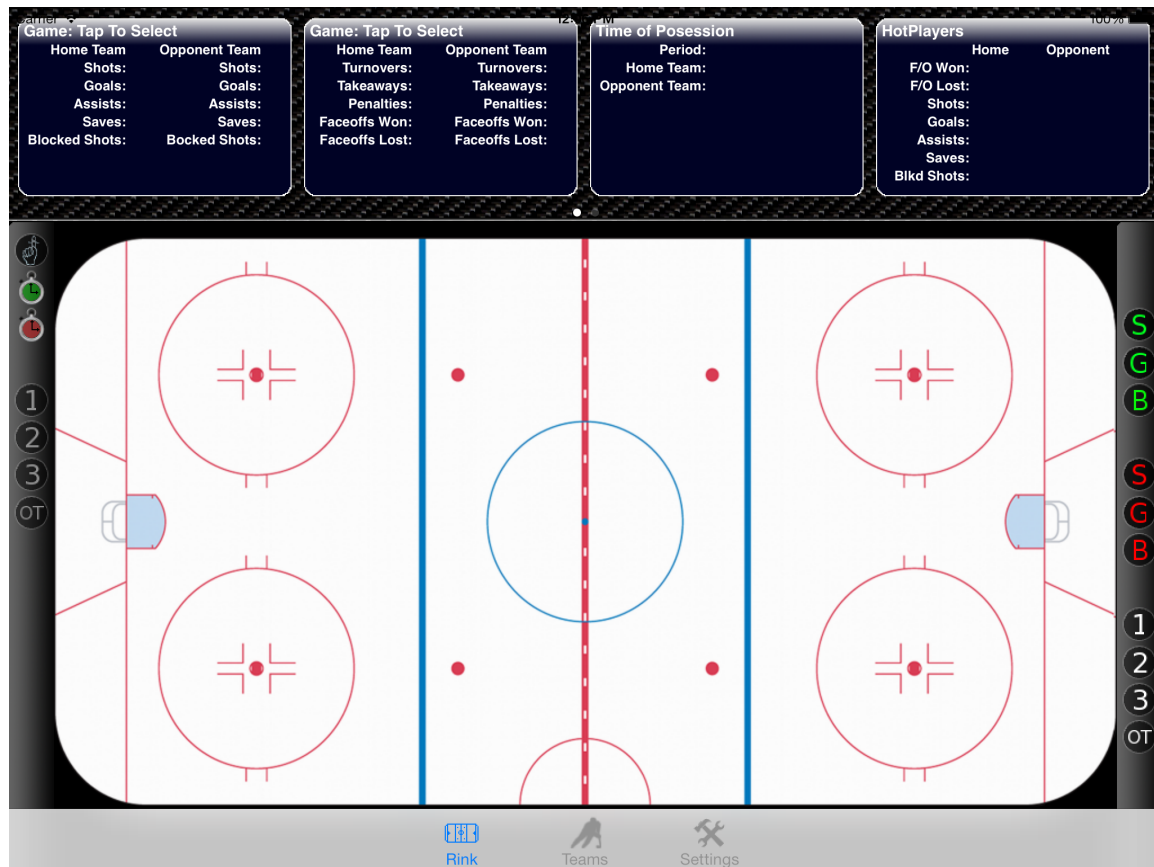 100%
Game: Tap To Select
Home Team Opponent Team
Shots: Shots:
Goals: Goals:
Assists: Assists:
Saves: Saves:
Blocked Shots: Bocked Shots:
Game: Tap To Select
Home Team Opponent Team
Turnovers: Turnovers:
Takeaways: Takeaways:
Penalties: Penalties:
Faceoffs Won: Faceoffs Won:
Faceoffs Lost: Faceoffs Lost:
Time of Posession
Period:
Home Team:
Opponent Team:
HotPlayers
Home Opponent
F/O Won:
F/O Lost:
Shots:
Goals:
Assists:
Saves:
Blkd Shots:
1
2
3
OT
S
G
B
S
G
B
1
2
3
OT
Rink Teams Settings